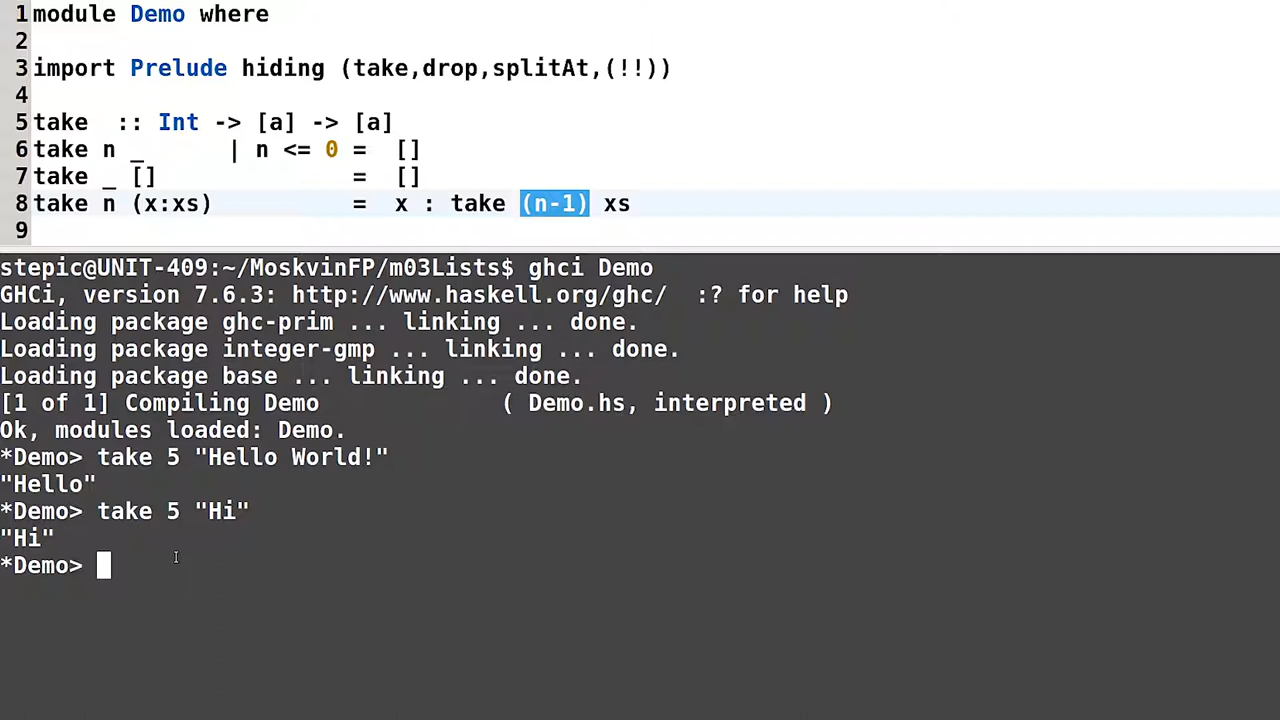 1 module Demo where
2
3 import Prelude hiding (take,drop,splitAt,(!!))
4
5 take  :: Int -> [a] -> [a]
6 take n _      | n <= 0 =  []
7 take _ []              =  []
8 take n (x:xs)          =  x : take (n-1) xs
9
stepic@UNIT-409:~/MoskvinFP/m03Lists$ ghci Demo
GHCi, version 7.6.3: http://www.haskell.org/ghc/  :? for help
Loading package ghc-prim ... linking ... done.
Loading package integer-gmp ... linking ... done.
Loading package base ... linking ... done.
[1 of 1] Compiling Demo             ( Demo.hs, interpreted )
Ok, modules loaded: Demo.
*Demo> take 5 "Hello World!"
"Hello"
*Demo> take 5 "Hi"
"Hi"
*Demo>